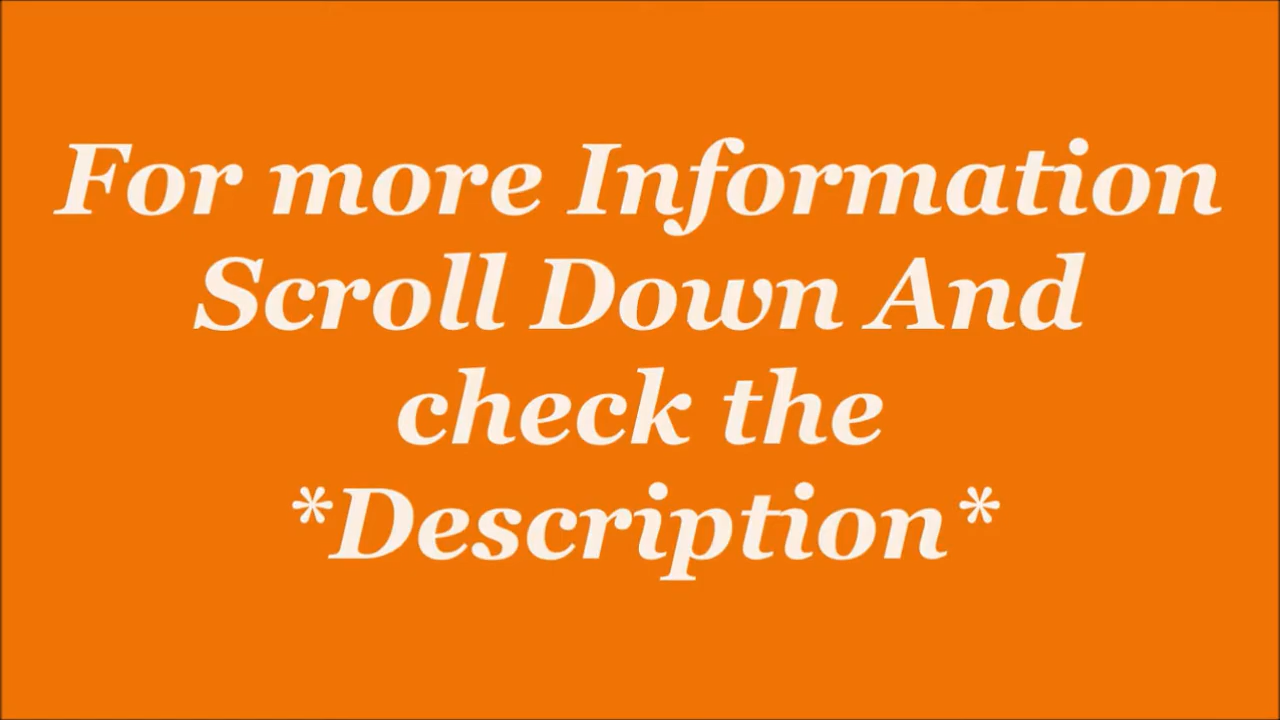 For more Information
Scroll Down And
check the
*Description*